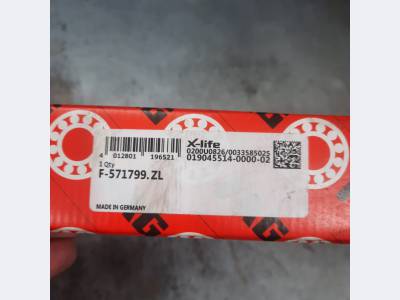 X-life
0200U0826/0033585025
019045514-0000-02
4 012801 196521
1 Qty
F-571799.ZL
MADE IN GERMANY